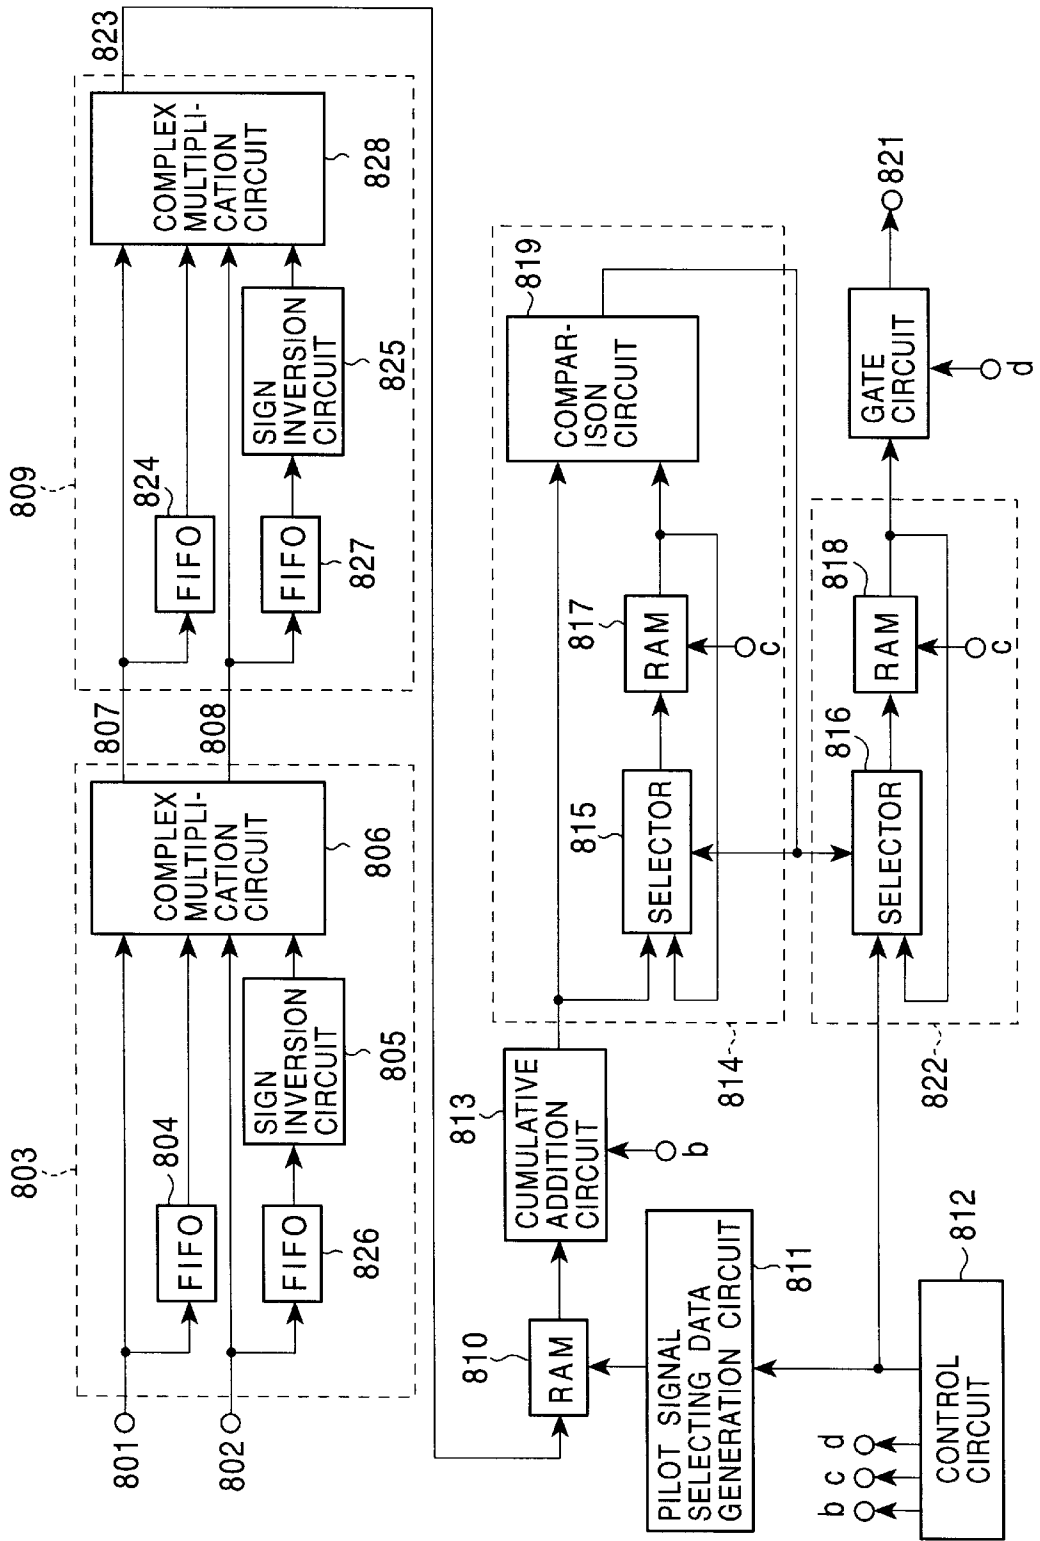 803
801
802
804
FIFO
826
FIFO
SIGN
INVERSION
CIRCUIT
805
COMPLEX
MULTIPLI-
CATION
CIRCUIT
806
807
808
809
824
FIFO
827
FIFO
SIGN
INVERSION
CIRCUIT
825
COMPLEX
MULTIPLI-
CATION
CIRCUIT
828
823
810
RAM
813
CUMULATIVE
ADDITION
CIRCUIT
b
814
815
SELECTOR
817
RAM
c
819
COMPAR-
ISON
CIRCUIT
PILOT SIGNAL
SELECTING DATA
GENERATION CIRCUIT
811
822
816
SELECTOR
818
RAM
c
GATE
CIRCUIT
d
821
b
c
d
CONTROL
CIRCUIT
812